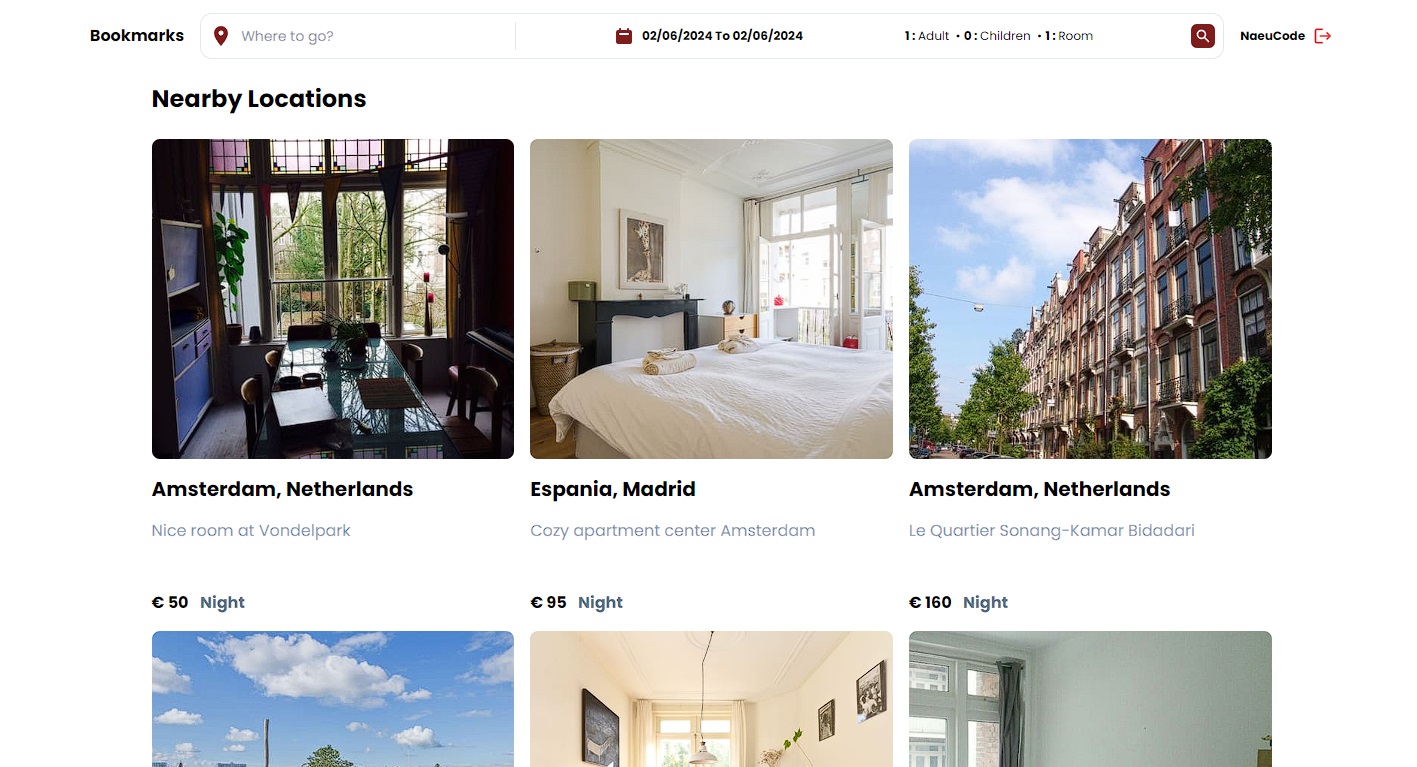 Bookmarks Where to go? 02/06/2024 To 02/06/2024 1 : Adult • 0 : Children • 1 : Room NaeuCode
Nearby Locations
Amsterdam, Netherlands Espania, Madrid Amsterdam, Netherlands
Nice room at Vondelpark Cozy apartment center Amsterdam Le Quartier Sonang-Kamar Bidadari
€ 50 Night € 95 Night € 160 Night